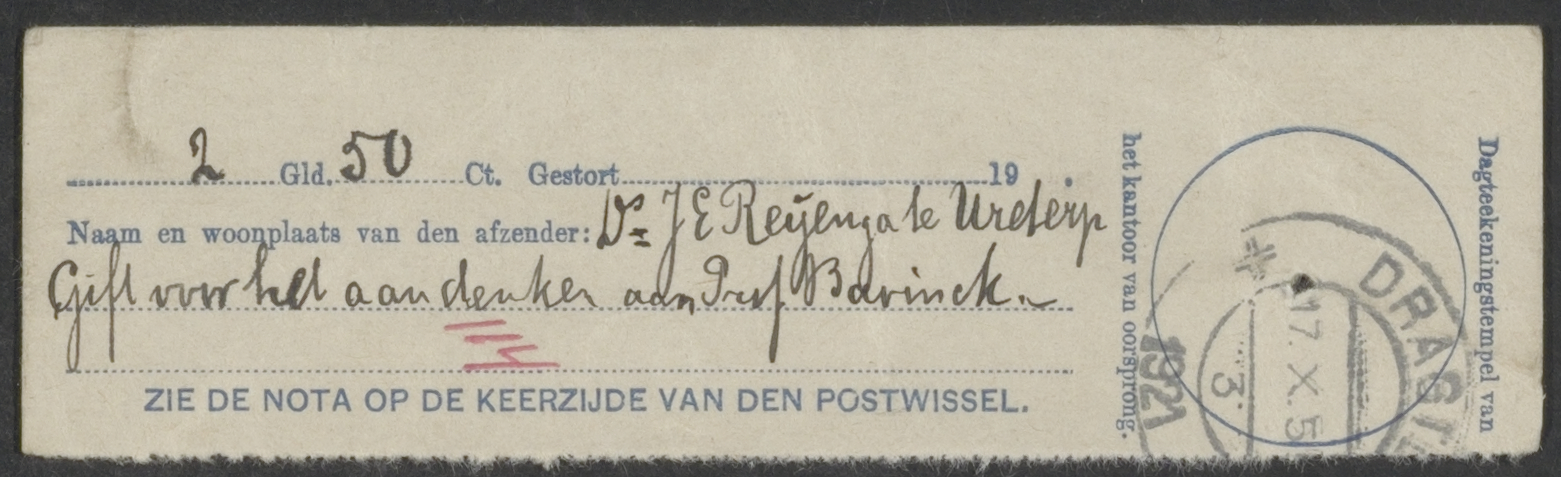 2 Gld. 50 Ct. Gestort 19 .
Naam en woonplaats van den afzender: Ds J E Reyenga te Ureterp
Gift voor het aandenken aan Prof Bavinck.
ZIE DE NOTA OP DE KEERZIJDE VAN DEN POSTWISSEL.
het kantoor van oorsprong.
Dagteekeningstempel van
DRACHT
17. X. 5
3
1921